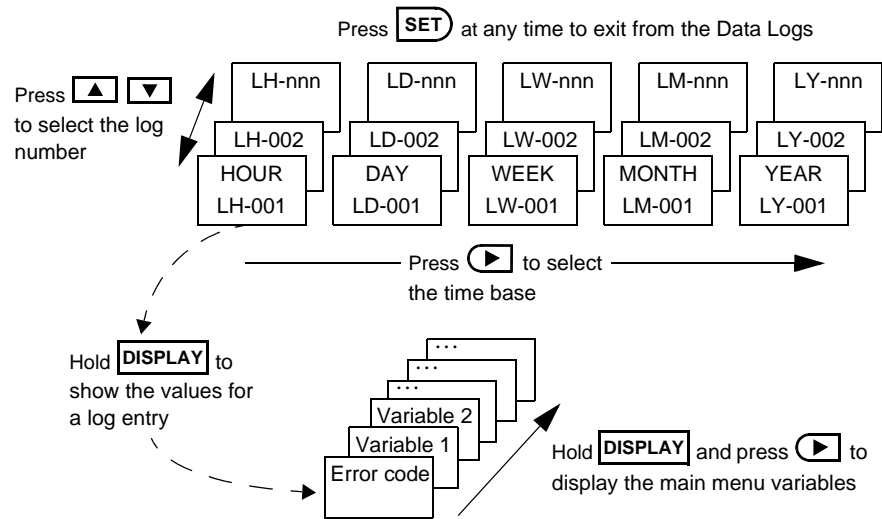 Press SET at any time to exit from the Data Logs
Press
to select the log
number
LH-nnn LD-nnn LW-nnn LM-nnn LY-nnn
LH-002 LD-002 LW-002 LM-002 LY-002
HOUR DAY WEEK MONTH YEAR
LH-001 LD-001 LW-001 LM-001 LY-001
Press to select
the time base
Hold DISPLAY to
show the values for
a log entry
...
...
...
Variable 2
Variable 1
Error code
Hold DISPLAY and press to
display the main menu variables